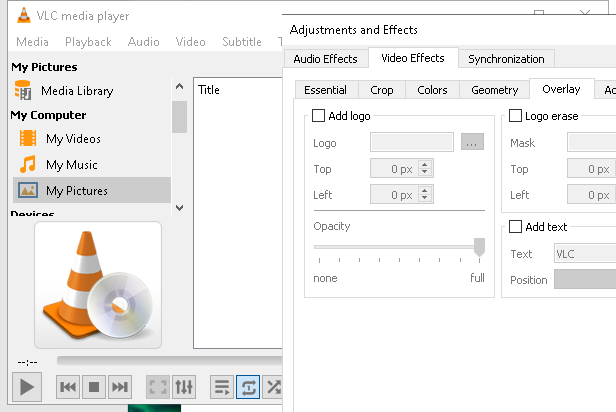 VLC media player
Media Playback Audio Video Subtitle
My Pictures
Media Library
My Computer
My Videos
My Music
My Pictures
Devices
Title
--:--
Adjustments and Effects
Audio Effects Video Effects Synchronization
Essential Crop Colors Geometry Overlay
Add logo
Logo ...
Top 0 px
Left 0 px
Opacity
none full
Logo erase
Mask
Top 0 px
Left 0 px
Add text
Text VLC
Position